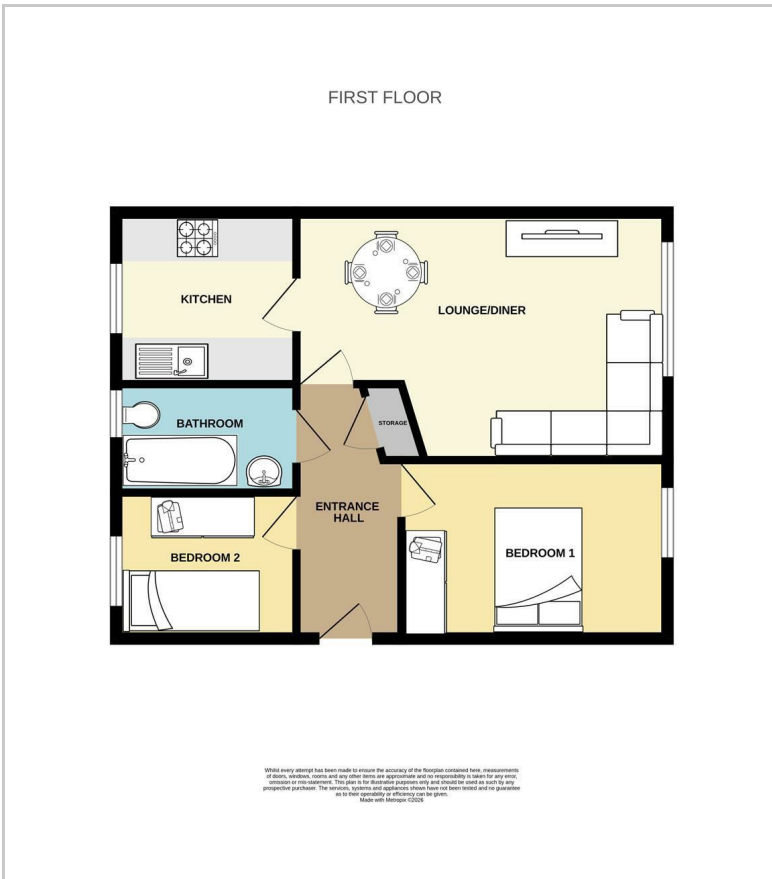 FIRST FLOOR
KITCHEN
LOUNGE/DINER
BATHROOM
STORAGE
ENTRANCE
HALL
BEDROOM 2
BEDROOM 1
Whilst every attempt has been made to ensure the accuracy of the floorplan contained here, measurements
of doors, windows, rooms and any other items are approximate and no responsibility is taken for any error,
omission or mis-statement. This plan is for illustrative purposes only and should be used as such by any
prospective purchaser. The services, systems and appliances shown have not been tested and no guarantee
as to their operability or efficiency can be given.
Made with Metropix ©2026